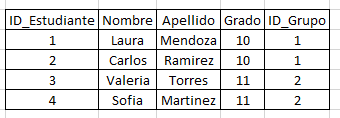 ID_Estudiante Nombre Apellido Grado ID_Grupo
1 Laura Mendoza 10 1
2 Carlos Ramirez 10 1
3 Valeria Torres 11 2
4 Sofia Martinez 11 2